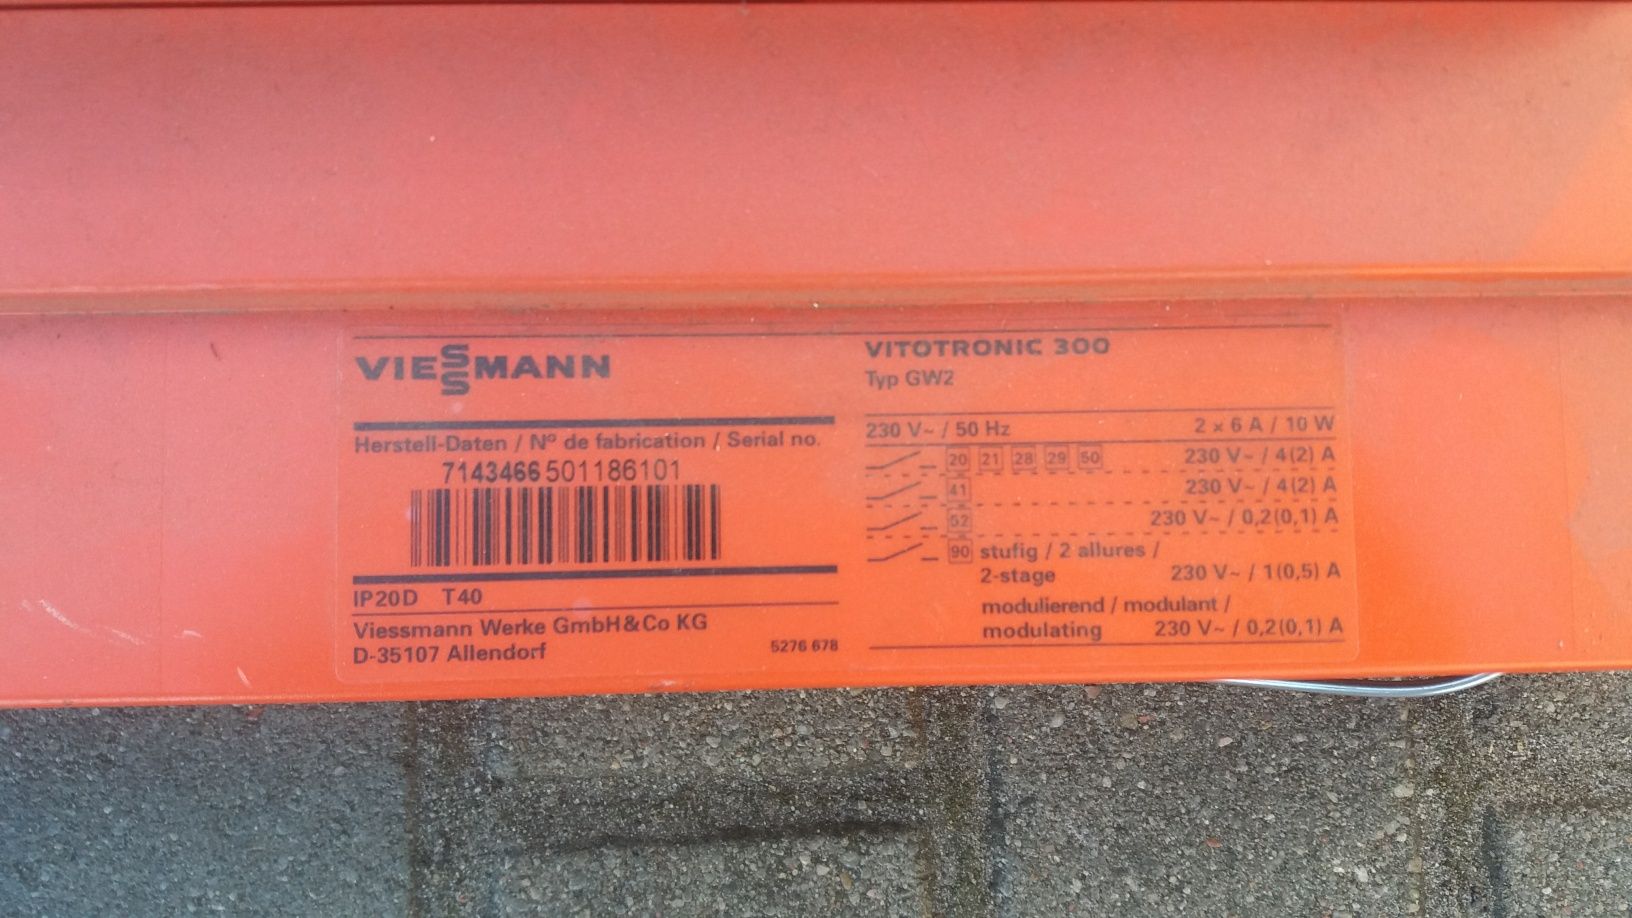 VIESSMANN
Herstell-Daten / Nº de fabrication / Serial no.
7143466501186101
IP20D T40
Viessmann Werke GmbH&Co KG
D-35107 Allendorf
5276 678
VITOTRONIC 300
Typ GW2
230 V~ / 50 Hz 2 × 6 A / 10 W
20 21 28 29 50 230 V~ / 4(2) A
41 230 V~ / 4(2) A
52 230 V~ / 0,2(0,1) A
90 stufig / 2 allures /
2-stage 230 V~ / 1(0,5) A
modulierend / modulant /
modulating 230 V~ / 0,2(0,1) A